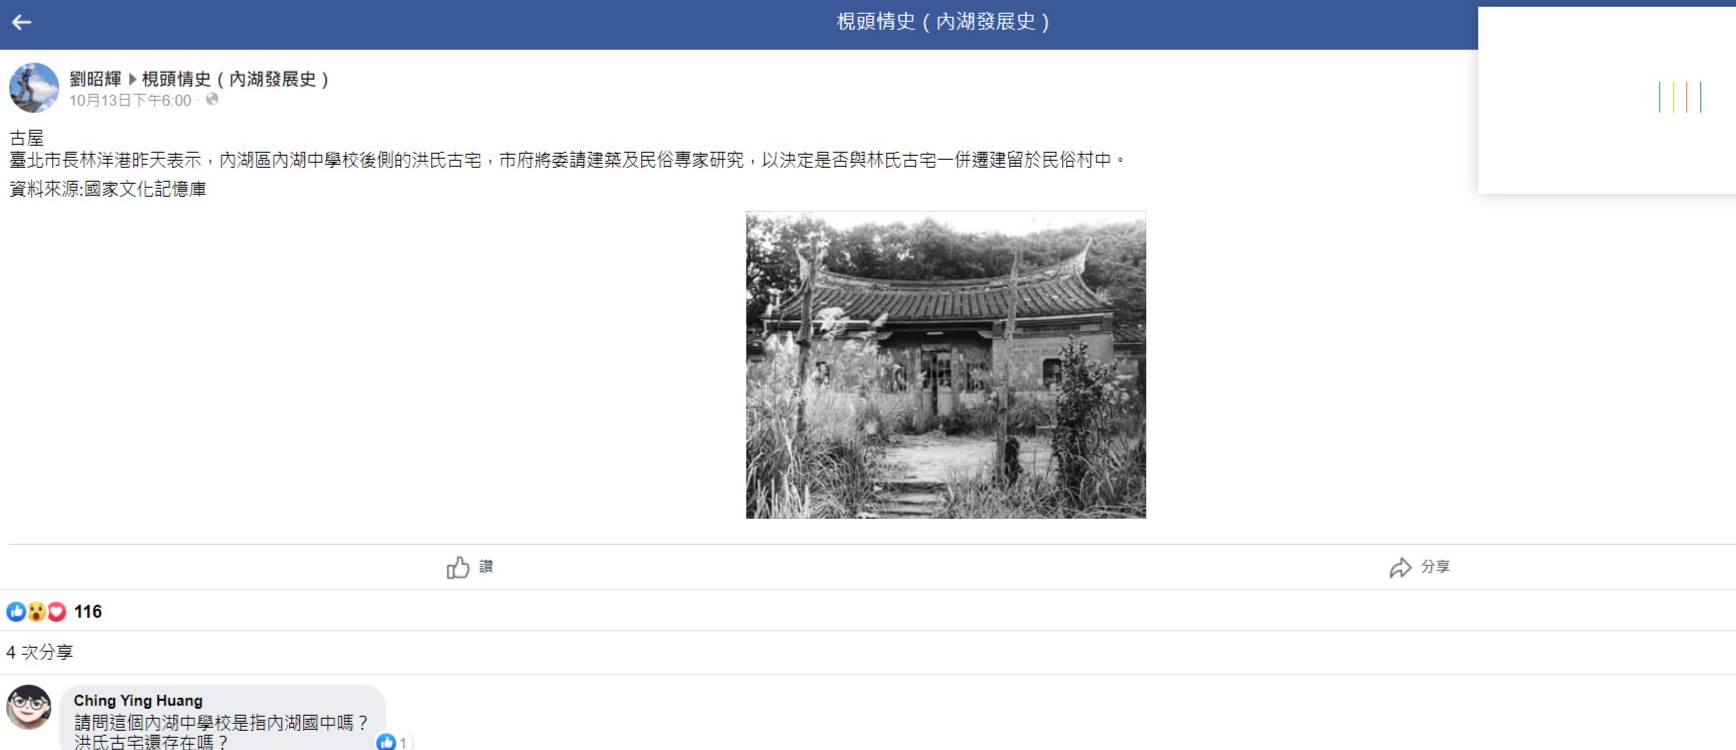 梘頭情史 ( 內湖發展史 )
劉昭輝 ▶ 梘頭情史 ( 內湖發展史 )
10月13日下午6:00 ·
古屋
臺北市長林洋港昨天表示，內湖區內湖中學校後側的洪氏古宅，市府將委請建築及民俗專家研究，以決定是否與林氏古宅一併遷建留於民俗村中。
資料來源:國家文化記憶庫
讚
分享
116
4 次分享
Ching Ying Huang
請問這個內湖中學校是指內湖國中嗎？
洪氏古宅還存在嗎？
1